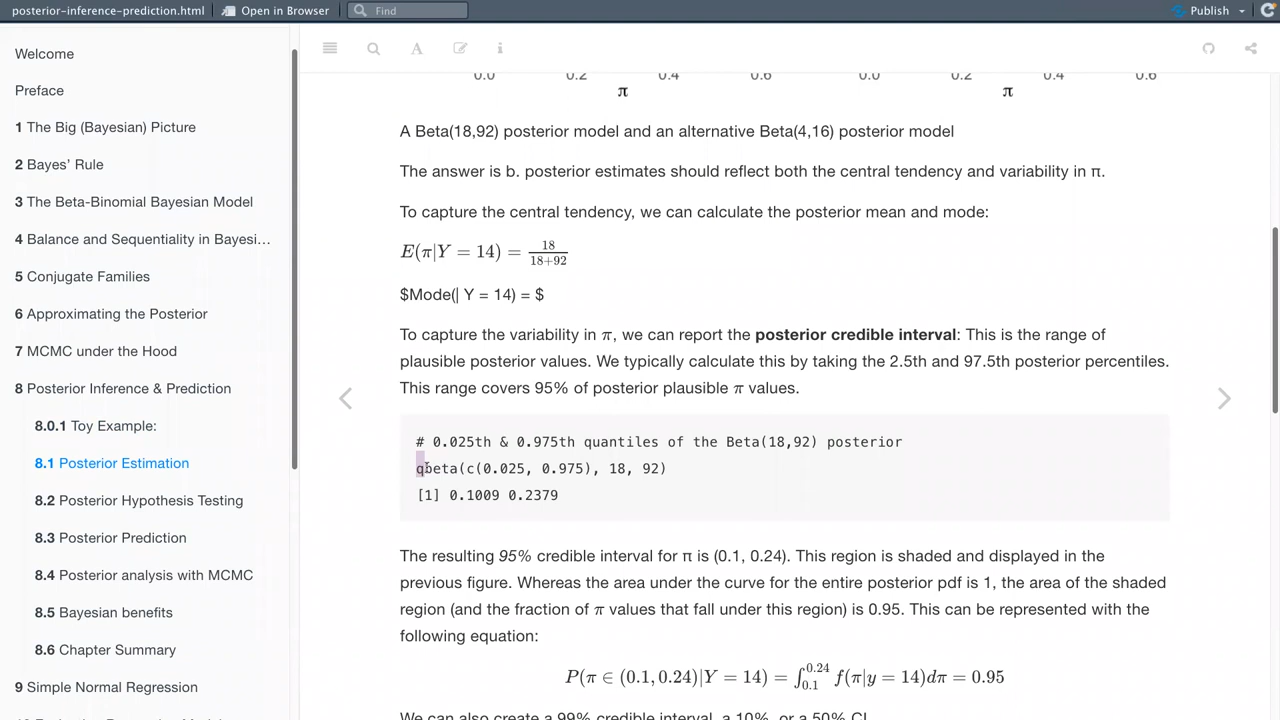 posterior-inference-prediction.html
Open in Browser
Find
Publish
Welcome
Preface
1 The Big (Bayesian) Picture
2 Bayes' Rule
3 The Beta-Binomial Bayesian Model
4 Balance and Sequentiality in Bayesi…
5 Conjugate Families
6 Approximating the Posterior
7 MCMC under the Hood
8 Posterior Inference & Prediction
8.0.1 Toy Example:
8.1 Posterior Estimation
8.2 Posterior Hypothesis Testing
8.3 Posterior Prediction
8.4 Posterior analysis with MCMC
8.5 Bayesian benefits
8.6 Chapter Summary
9 Simple Normal Regression
0.0 0.2 0.4 0.6 0.0 0.2 0.4 0.6
π π
A Beta(18,92) posterior model and an alternative Beta(4,16) posterior model
The answer is b. posterior estimates should reflect both the central tendency and variability in π.
To capture the central tendency, we can calculate the posterior mean and mode:
E(π|Y = 14) = 18/(18+92)
$Mode(| Y = 14) = $
To capture the variability in π, we can report the posterior credible interval: This is the range of
plausible posterior values. We typically calculate this by taking the 2.5th and 97.5th posterior percentiles.
This range covers 95% of posterior plausible π values.
# 0.025th & 0.975th quantiles of the Beta(18,92) posterior
qbeta(c(0.025, 0.975), 18, 92)
[1] 0.1009 0.2379
The resulting 95% credible interval for π is (0.1, 0.24). This region is shaded and displayed in the
previous figure. Whereas the area under the curve for the entire posterior pdf is 1, the area of the shaded
region (and the fraction of π values that fall under this region) is 0.95. This can be represented with the
following equation:
P(π ∈ (0.1, 0.24)|Y = 14) = ∫_{0.1}^{0.24} f(π|y = 14)dπ = 0.95
We can also create a 99% credible interval, a 10%, or a 50% CI